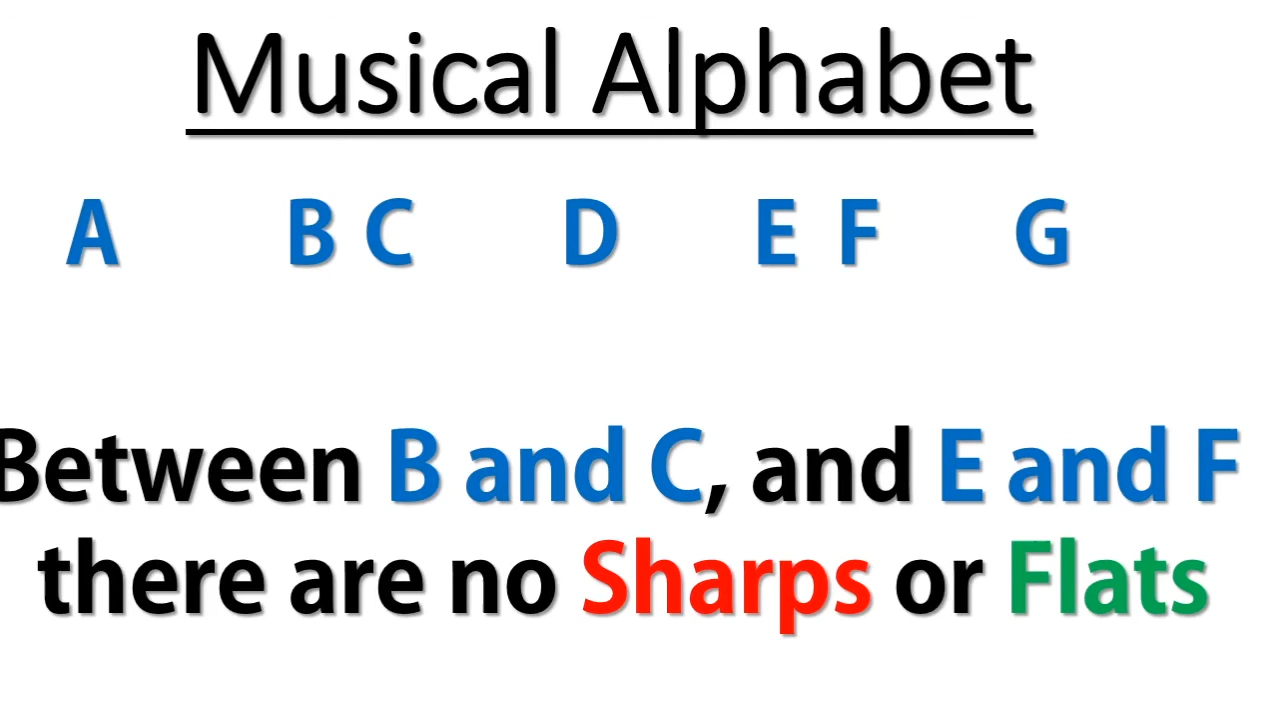 Musical Alphabet
A B C D E F G
Between B and C, and E and F
there are no Sharps or Flats